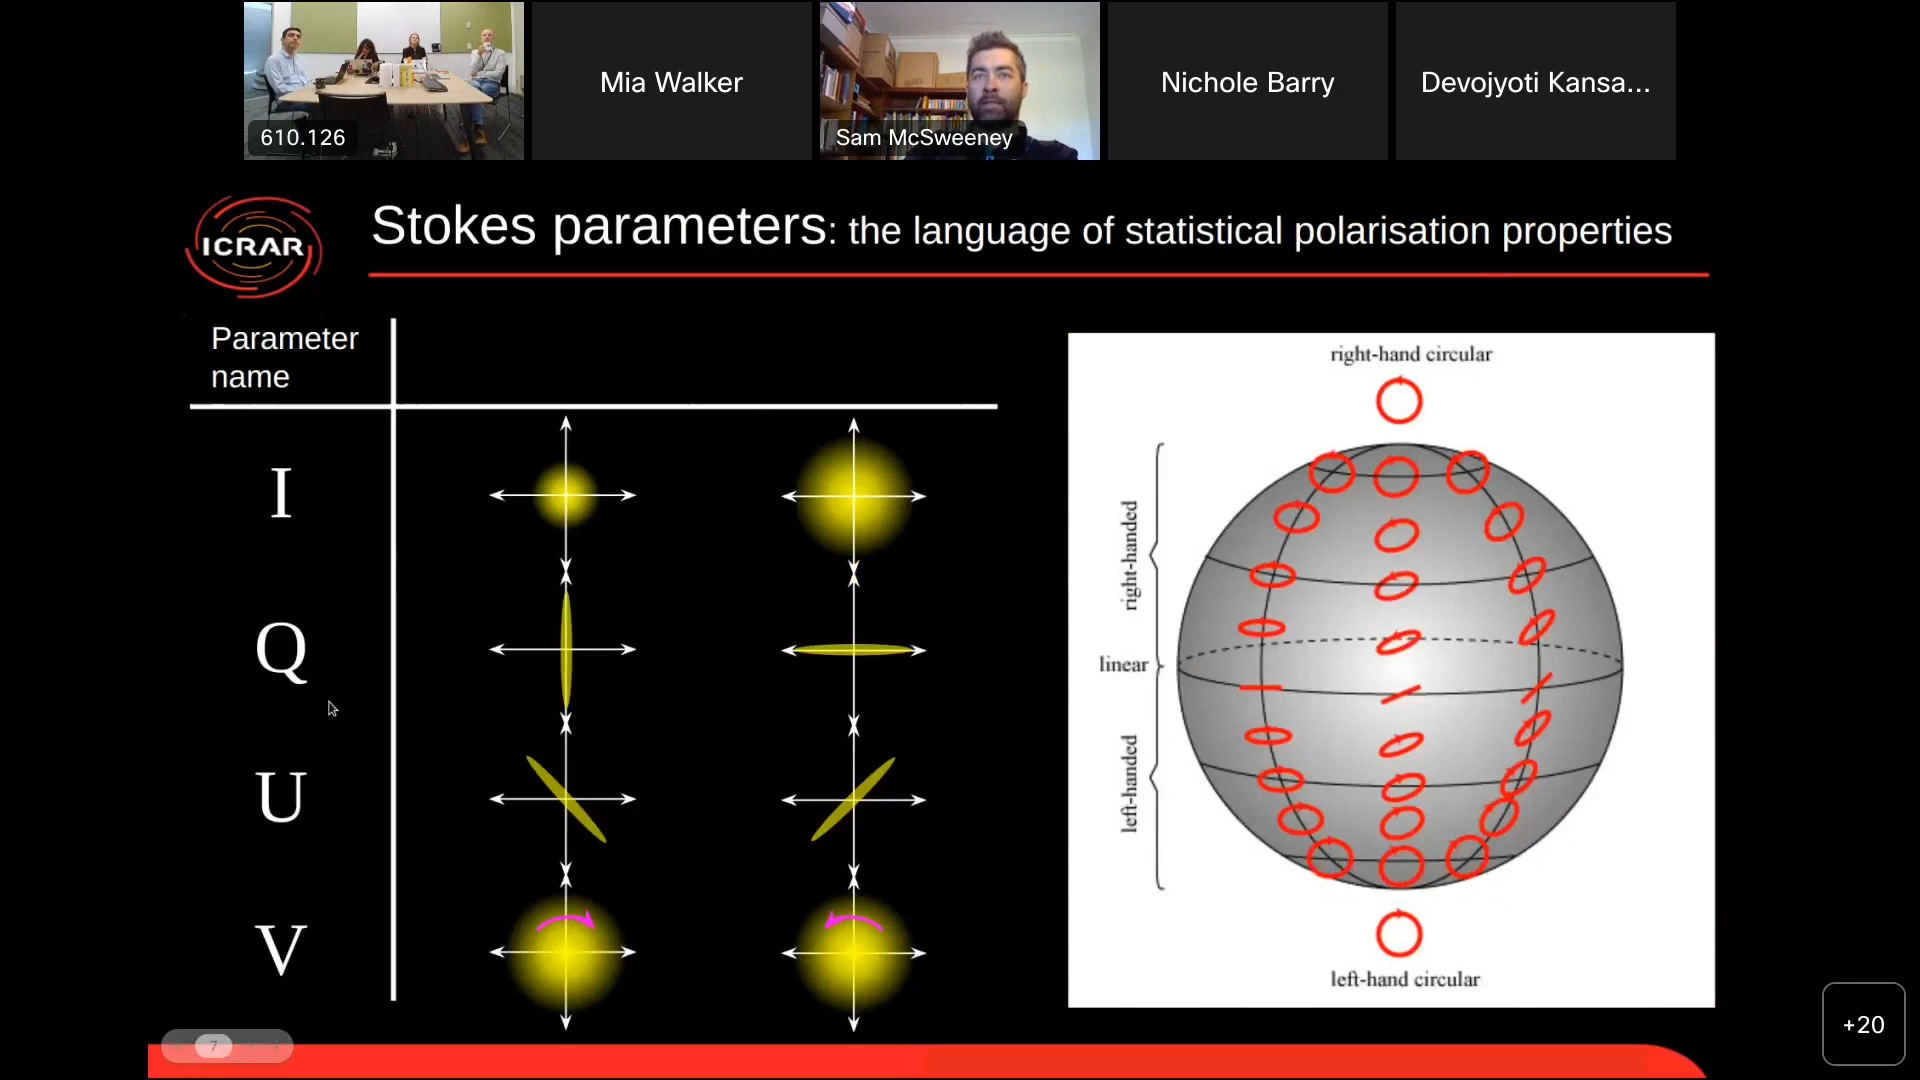 610.126
Mia Walker
Sam McSweeney
Nichole Barry
Devojyoti Kansa...
ICRAR
Stokes parameters: the language of statistical polarisation properties
Parameter
name
I
Q
U
V
right-hand circular
right-handed
linear
left-handed
left-hand circular
7
+20